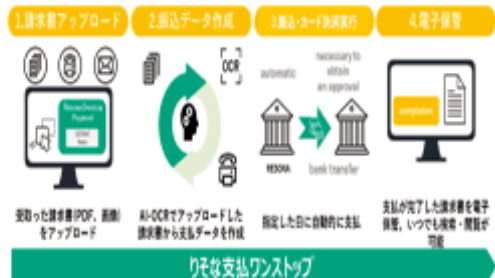 1.請求書アップロード
2.振込データ作成
3.振込・カード決済実行
4.電子保管
OCR
automatic
necessary to
obtain
an approval
RESONA
bank transfer
completion
受取った請求書(PDF、画像)
をアップロード
AI-OCRでアップロードした
請求書から支払データを作成
指定した日に自動的に支払
支払が完了した請求書を電子
保管、いつでも検索・閲覧が
可能
りそな支払ワンストップ